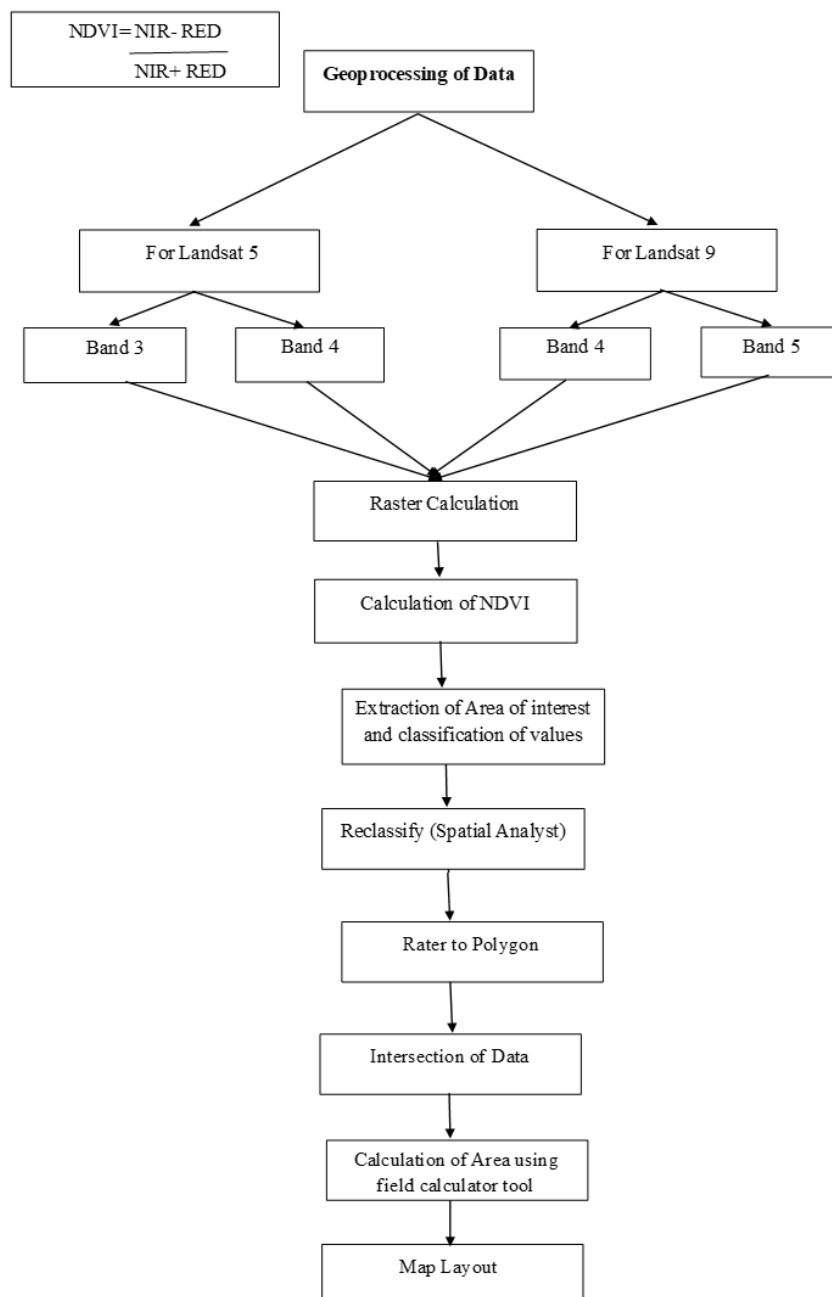 NDVI= NIR- RED
NIR+ RED
Geoprocessing of Data
For Landsat 5
For Landsat 9
Band 3
Band 4
Band 4
Band 5
Raster Calculation
Calculation of NDVI
Extraction of Area of interest
and classification of values
Reclassify (Spatial Analyst)
Rater to Polygon
Intersection of Data
Calculation of Area using
field calculator tool
Map Layout